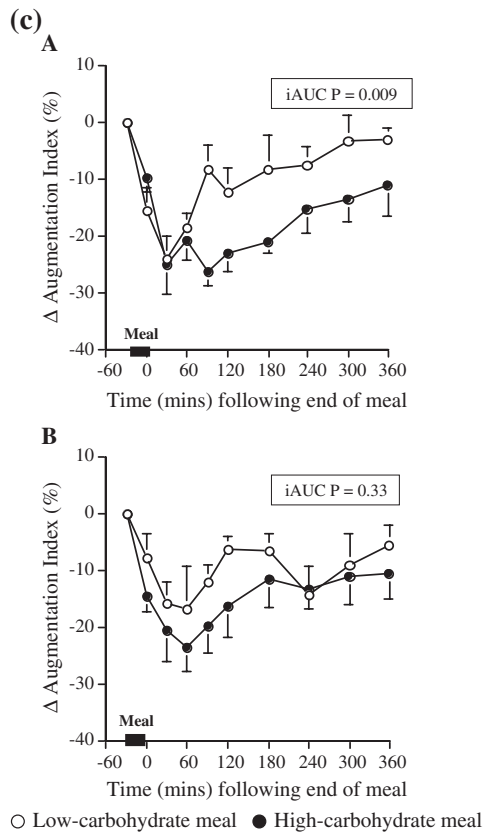 (c)
A
10
0
-10
-20
-30
-40
Δ Augmentation Index (%)
iAUC P = 0.009
Meal
-60 0 60 120 180 240 300 360
Time (mins) following end of meal
B
10
0
-10
-20
-30
-40
Δ Augmentation Index (%)
iAUC P = 0.33
Meal
-60 0 60 120 180 240 300 360
Time (mins) following end of meal
Low-carbohydrate meal High-carbohydrate meal